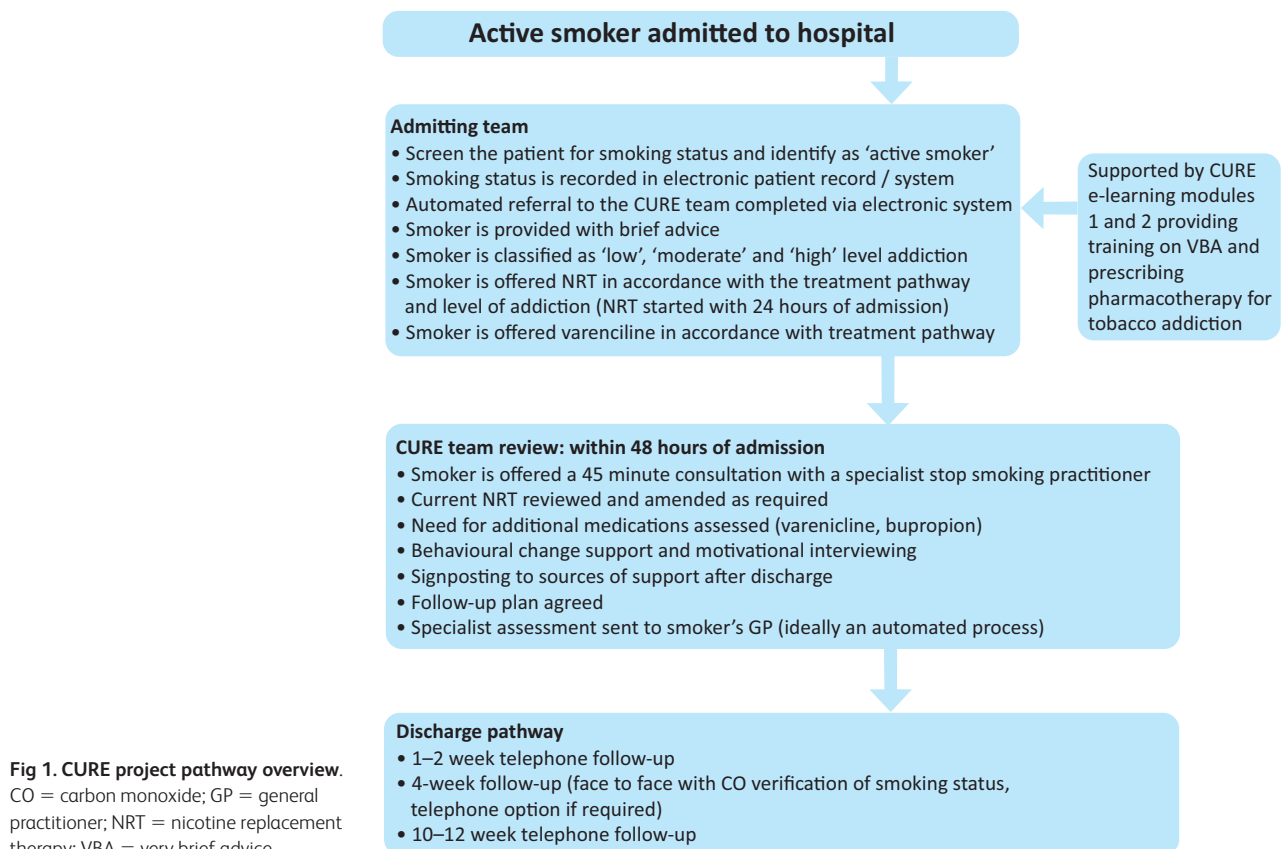 Active smoker admitted to hospital
Admitting team
• Screen the patient for smoking status and identify as ‘active smoker’
• Smoking status is recorded in electronic patient record / system
• Automated referral to the CURE team completed via electronic system
• Smoker is provided with brief advice
• Smoker is classified as ‘low’, ‘moderate’ and ‘high’ level addiction
• Smoker is offered NRT in accordance with the treatment pathway
and level of addiction (NRT started with 24 hours of admission)
• Smoker is offered varenciline in accordance with treatment pathway
Supported by CURE
e-learning modules
1 and 2 providing
training on VBA and
prescribing
pharmacotherapy for
tobacco addiction
CURE team review: within 48 hours of admission
• Smoker is offered a 45 minute consultation with a specialist stop smoking practitioner
• Current NRT reviewed and amended as required
• Need for additional medications assessed (varenicline, bupropion)
• Behavioural change support and motivational interviewing
• Signposting to sources of support after discharge
• Follow-up plan agreed
• Specialist assessment sent to smoker’s GP (ideally an automated process)
Discharge pathway
• 1–2 week telephone follow-up
• 4-week follow-up (face to face with CO verification of smoking status,
telephone option if required)
• 10–12 week telephone follow-up
Fig 1. CURE project pathway overview.
CO = carbon monoxide; GP = general
practitioner; NRT = nicotine replacement
therapy; VBA = very brief advice